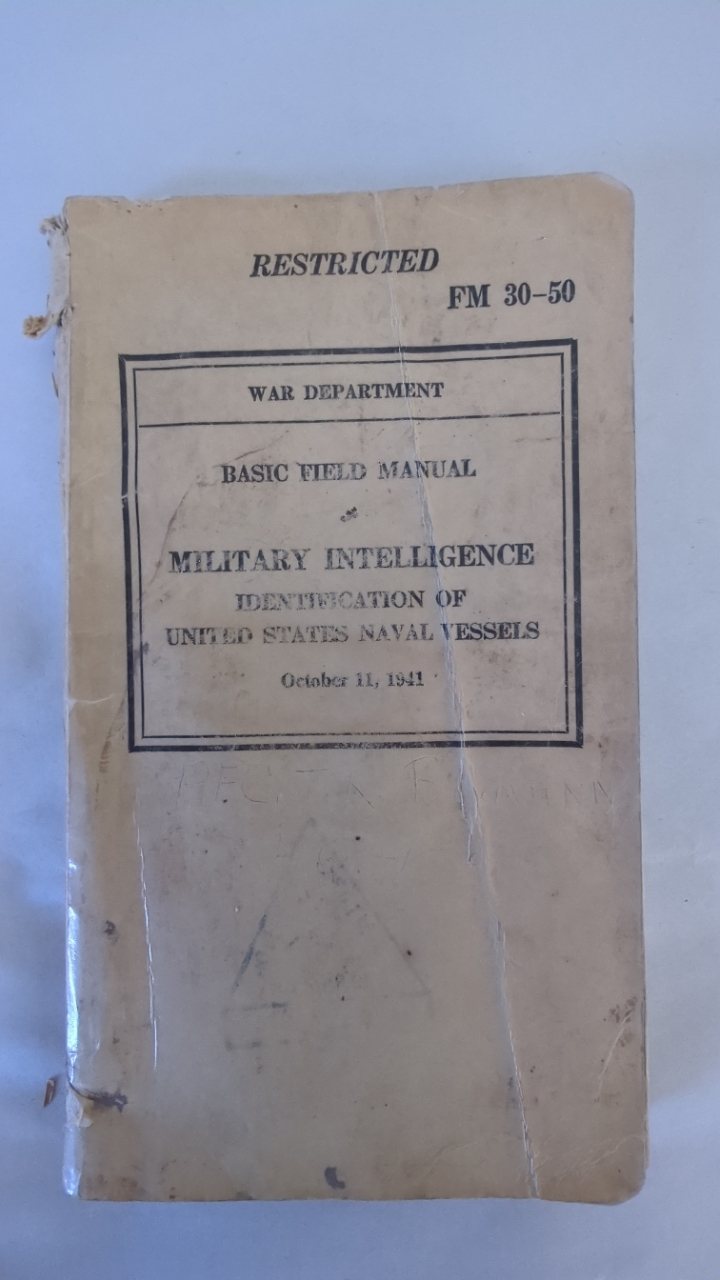 RESTRICTED
FM 30–50
WAR DEPARTMENT
BASIC FIELD MANUAL
MILITARY INTELLIGENCE
IDENTIFICATION OF
UNITED STATES NAVAL VESSELS
October 11, 1941